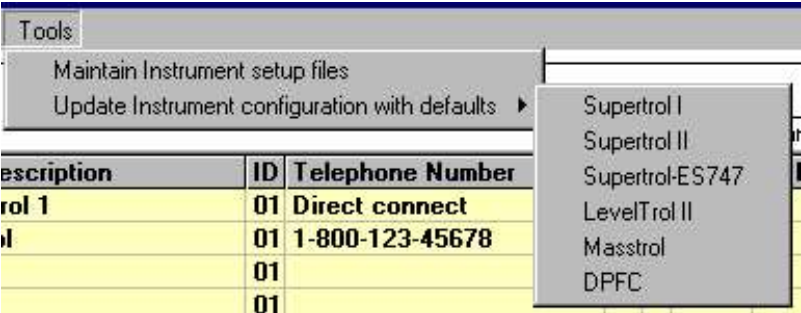 Tools
Maintain Instrument setup files
Update Instrument configuration with defaults
Supertrol I
Supertrol II
Supertrol-ES747
LevelTrol II
Masstrol
DPFC
escription ID Telephone Number
rol 1 01 Direct connect
ol 01 1-800-123-45678
01
01